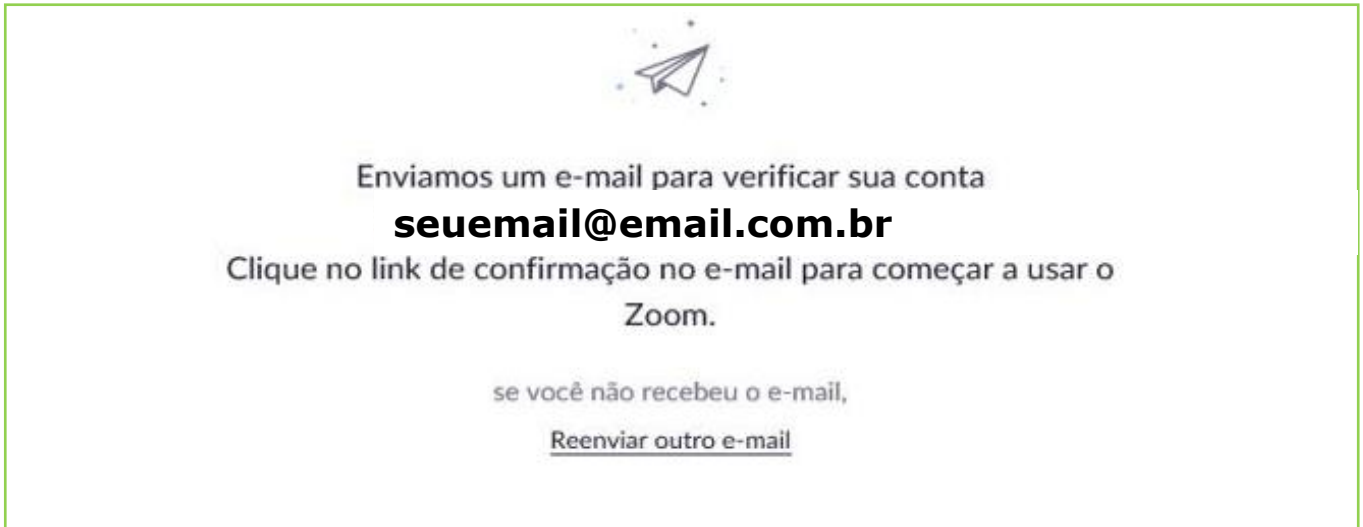 Enviamos um e-mail para verificar sua conta
seuemail@email.com.br
Clique no link de confirmação no e-mail para começar a usar o
Zoom.
se você não recebeu o e-mail,
Reenviar outro e-mail